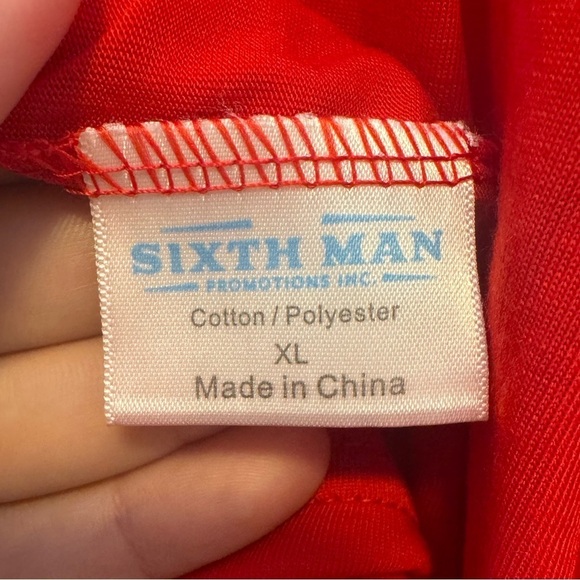 SIXTH MAN
PROMOTIONS INC.
Cotton / Polyester
XL
Made in China